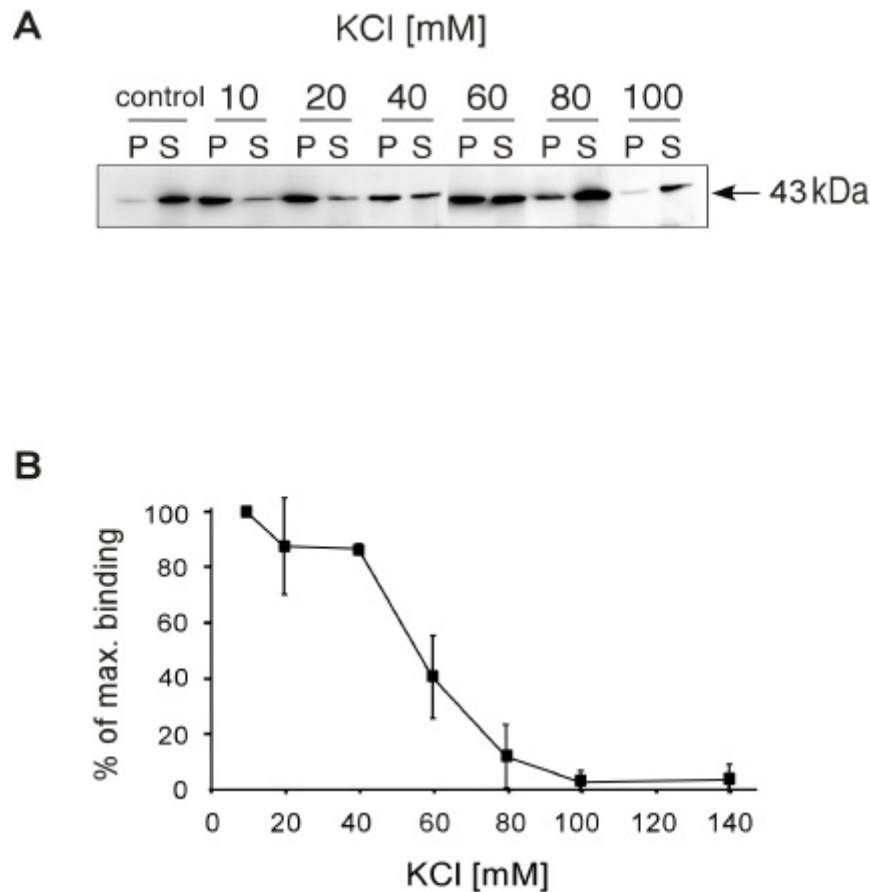 A
KCl [mM]
control 10 20 40 60 80 100
P S P S P S P S P S P S P S
43 kDa
B
% of max. binding
100
80
60
40
20
0
0 20 40 60 80 100 120 140
KCl [mM]